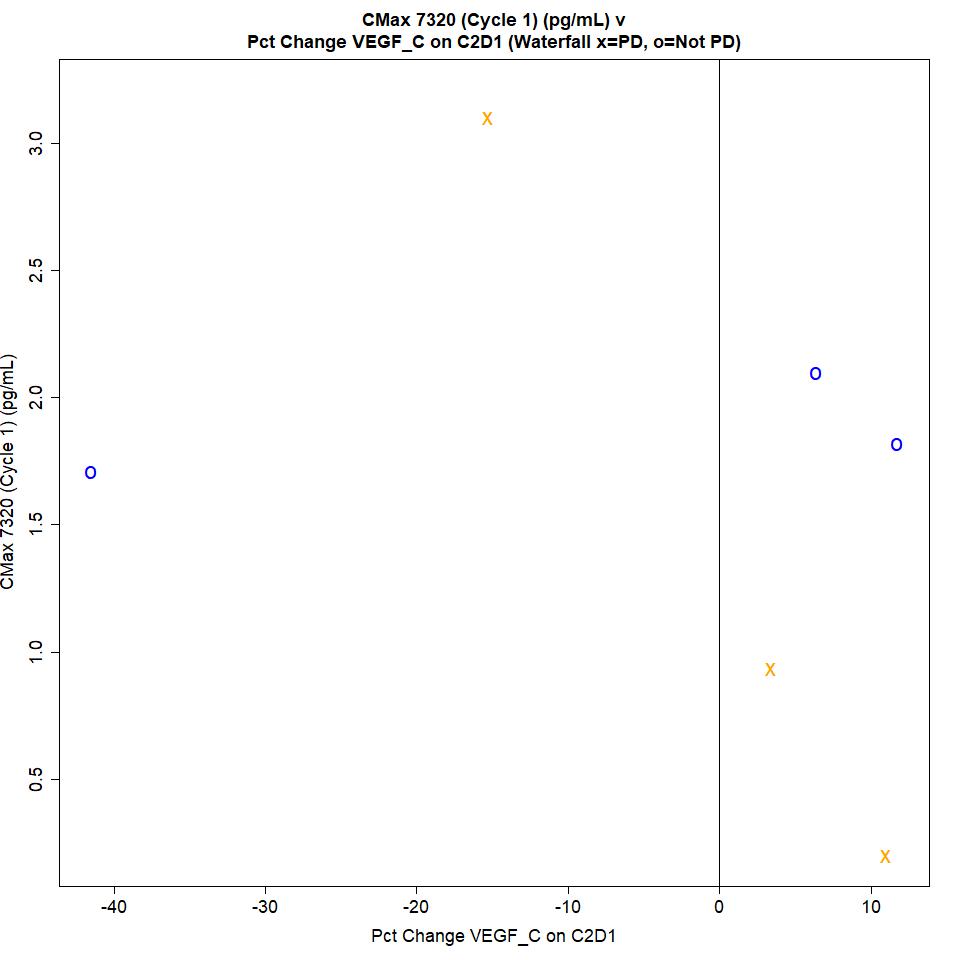 CMax 7320 (Cycle 1) (pg/mL) v
Pct Change VEGF_C on C2D1 (Waterfall x=PD, o=Not PD)
CMax 7320 (Cycle 1) (pg/mL)
3.0
2.5
2.0
1.5
1.0
0.5
X
O
O
O
X
X
-40
-30
-20
-10
0
10
Pct Change VEGF_C on C2D1